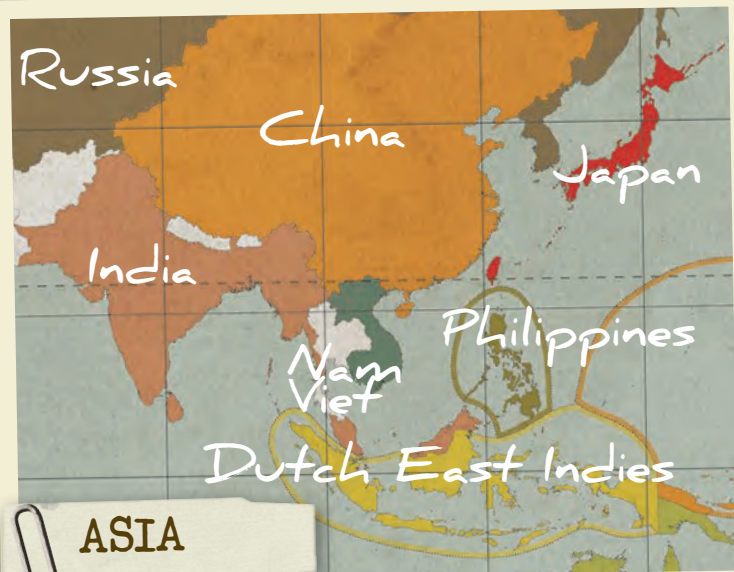 Russia
China
Japan
India
Philippines
Nam
Viet
Dutch East Indies
ASIA